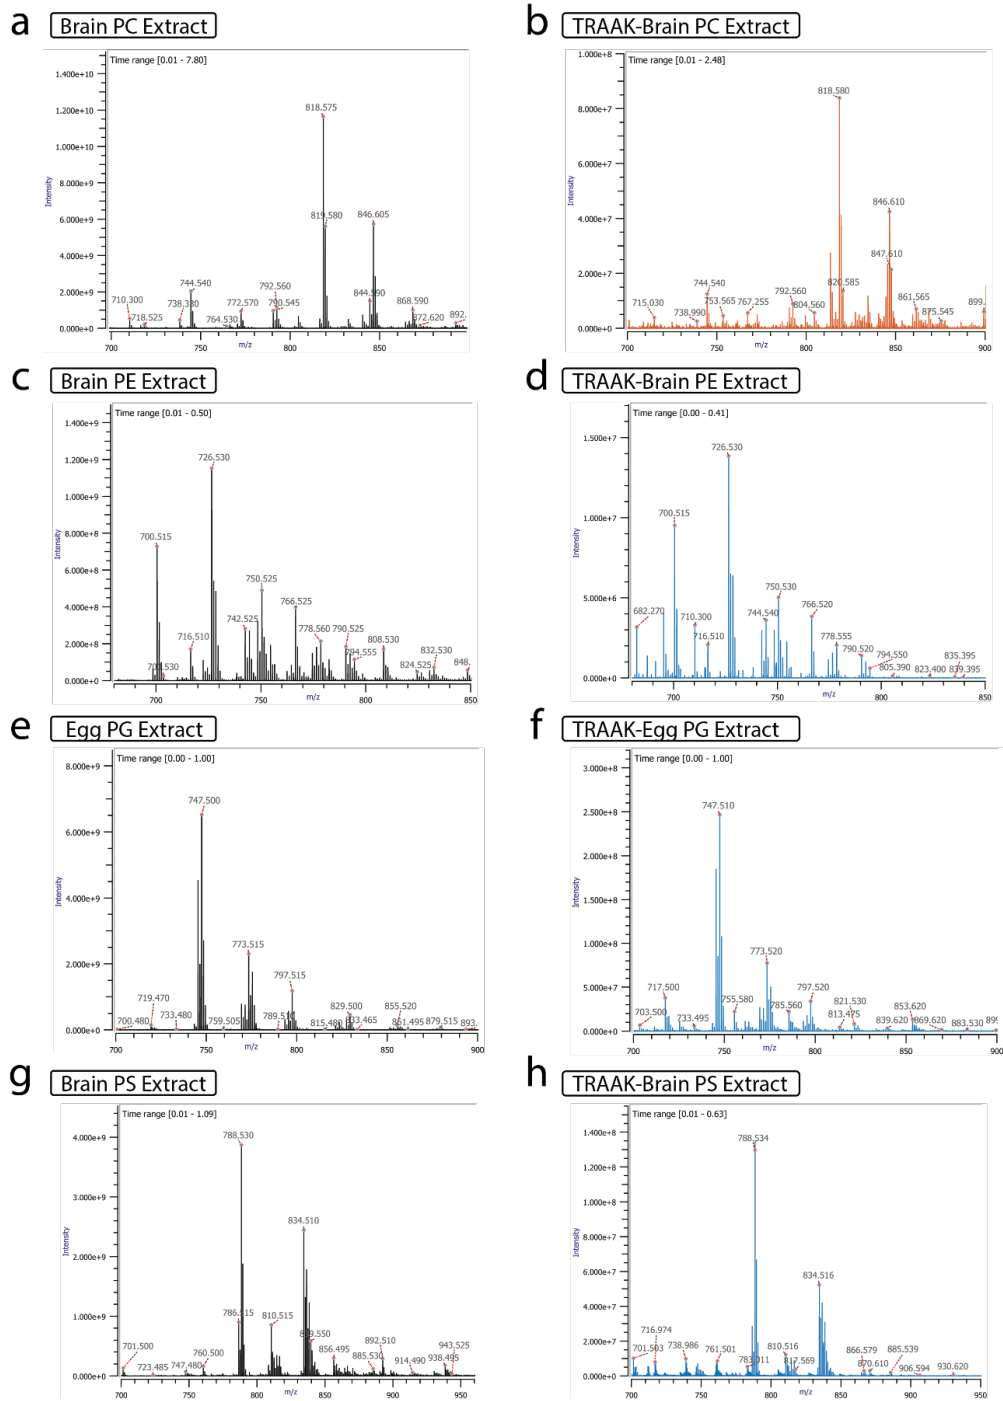 a Brain PC Extract
Time range [0.01 - 7.80]
1.400e+10
1.200e+10
1.000e+10
8.000e+9
6.000e+9
4.000e+9
2.000e+9
0.000e+0
Intensity
818.575
819.580
846.605
744.540
710.300
718.525
738.330
764.530
772.570
792.560
790.545
844.590
868.590
872.620
892.
700 750 800 850
m/z
b TRAAK-Brain PC Extract
Time range [0.01 - 2.48]
1.000e+8
8.000e+7
6.000e+7
4.000e+7
2.000e+7
0.000e+0
Intensity
818.580
846.610
847.610
820.585
744.540
715.030
738.990
753.565
767.255
792.560
804.560
861.565
875.545
899.
700 750 800 850 900
m/z
c Brain PE Extract
Time range [0.01 - 0.50]
1.400e+9
1.200e+9
1.000e+9
8.000e+8
6.000e+8
4.000e+8
2.000e+8
0.000e+0
Intensity
726.530
700.515
750.525
766.525
742.525
716.510
778.560
790.525
794.555
808.530
824.525
832.530
848.
700 750 800 850
m/z
d TRAAK-Brain PE Extract
Time range [0.00 - 0.41]
1.500e+7
1.000e+7
5.000e+6
0.000e+0
Intensity
726.530
700.515
682.270
710.300
716.510
744.540
750.530
766.520
778.555
790.520
794.550
805.390
823.400
835.395
839.395
700 750 800 850
m/z
e Egg PG Extract
Time range [0.00 - 1.00]
8.000e+9
6.000e+9
4.000e+9
2.000e+9
0.000e+0
Intensity
747.500
773.515
797.515
719.470
700.480
733.480
759.505
815.480
829.500
833.465
855.520
851.495
879.515
893.
700 750 800 850 900
m/z
f TRAAK-Egg PG Extract
Time range [0.00 - 1.00]
3.000e+8
2.500e+8
2.000e+8
1.500e+8
1.000e+8
5.000e+7
0.000e+0
Intensity
747.510
773.520
717.500
703.500
733.495
755.580
785.560
797.520
813.475
821.530
839.620
853.620
869.620
883.530
899
700 750 800 850 900
m/z
g Brain PS Extract
Time range [0.01 - 1.09]
4.000e+9
3.000e+9
2.000e+9
1.000e+9
0.000e+0
Intensity
788.530
834.510
786.515
810.515
701.500
723.485
747.480
760.500
856.495
885.530
892.510
914.490
938.495
943.525
700 750 800 850 900 950
m/z
h TRAAK-Brain PS Extract
Time range [0.01 - 0.63]
1.400e+8
1.200e+8
1.000e+8
8.000e+7
6.000e+7
4.000e+7
2.000e+7
0.000e+0
Intensity
788.534
834.516
716.974
701.503
738.986
761.501
783.011
810.516
817.569
866.579
870.610
885.539
906.594
930.620
700 750 800 850 900 950
m/z